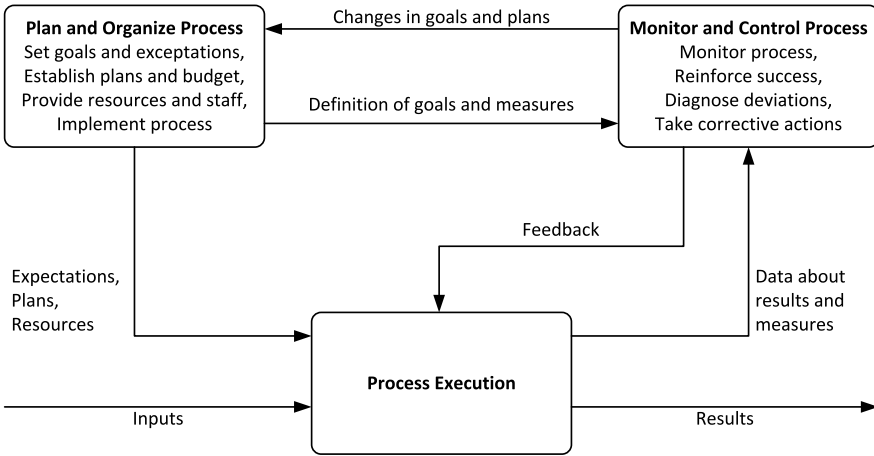 Plan and Organize Process
Set goals and exceptations,
Establish plans and budget,
Provide resources and staff,
Implement process
Changes in goals and plans
Definition of goals and measures
Monitor and Control Process
Monitor process,
Reinforce success,
Diagnose deviations,
Take corrective actions
Feedback
Expectations,
Plans,
Resources
Data about
results and
measures
Process Execution
Inputs
Results